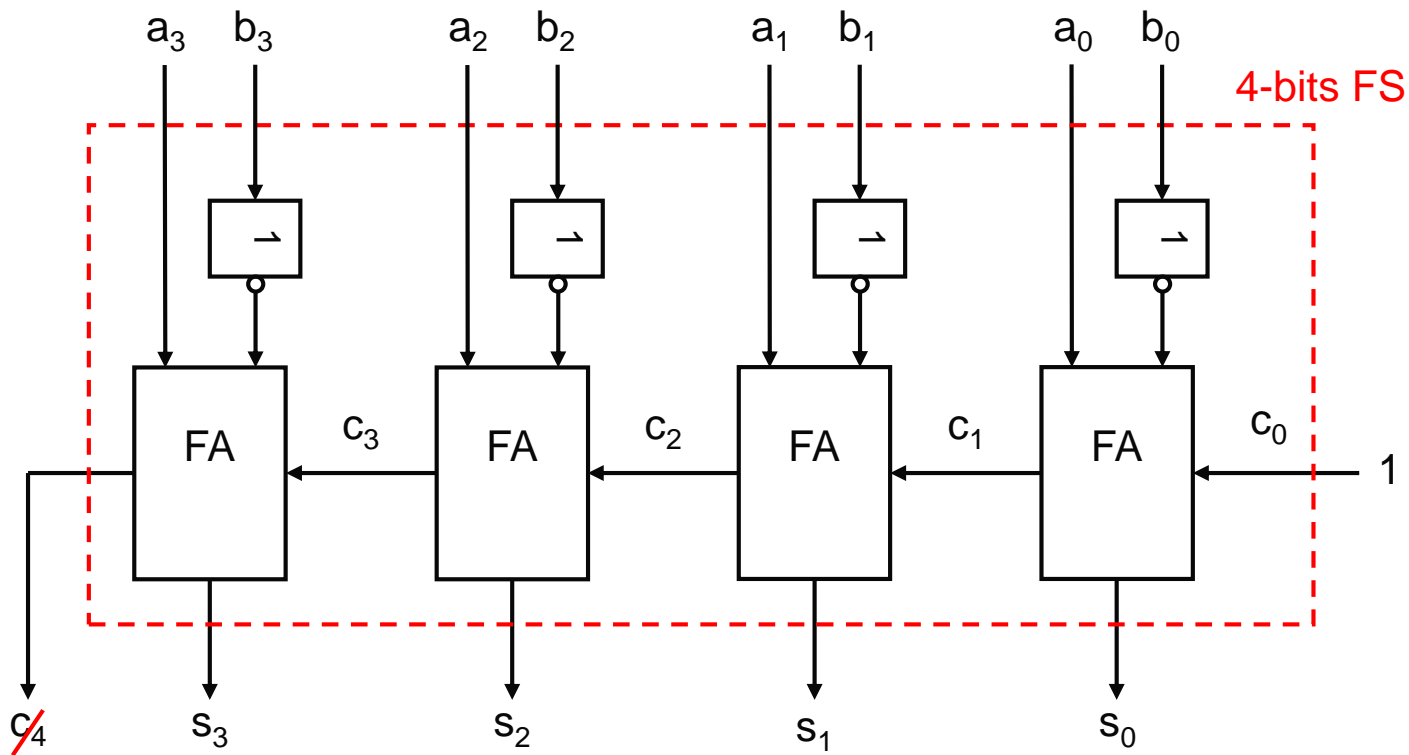 a₃ b₃ a₂ b₂ a₁ b₁ a₀ b₀
4-bits FS
1 1 1 1
FA c₃ FA c₂ FA c₁ FA c₀ 1
c₄ s₃ s₂ s₁ s₀